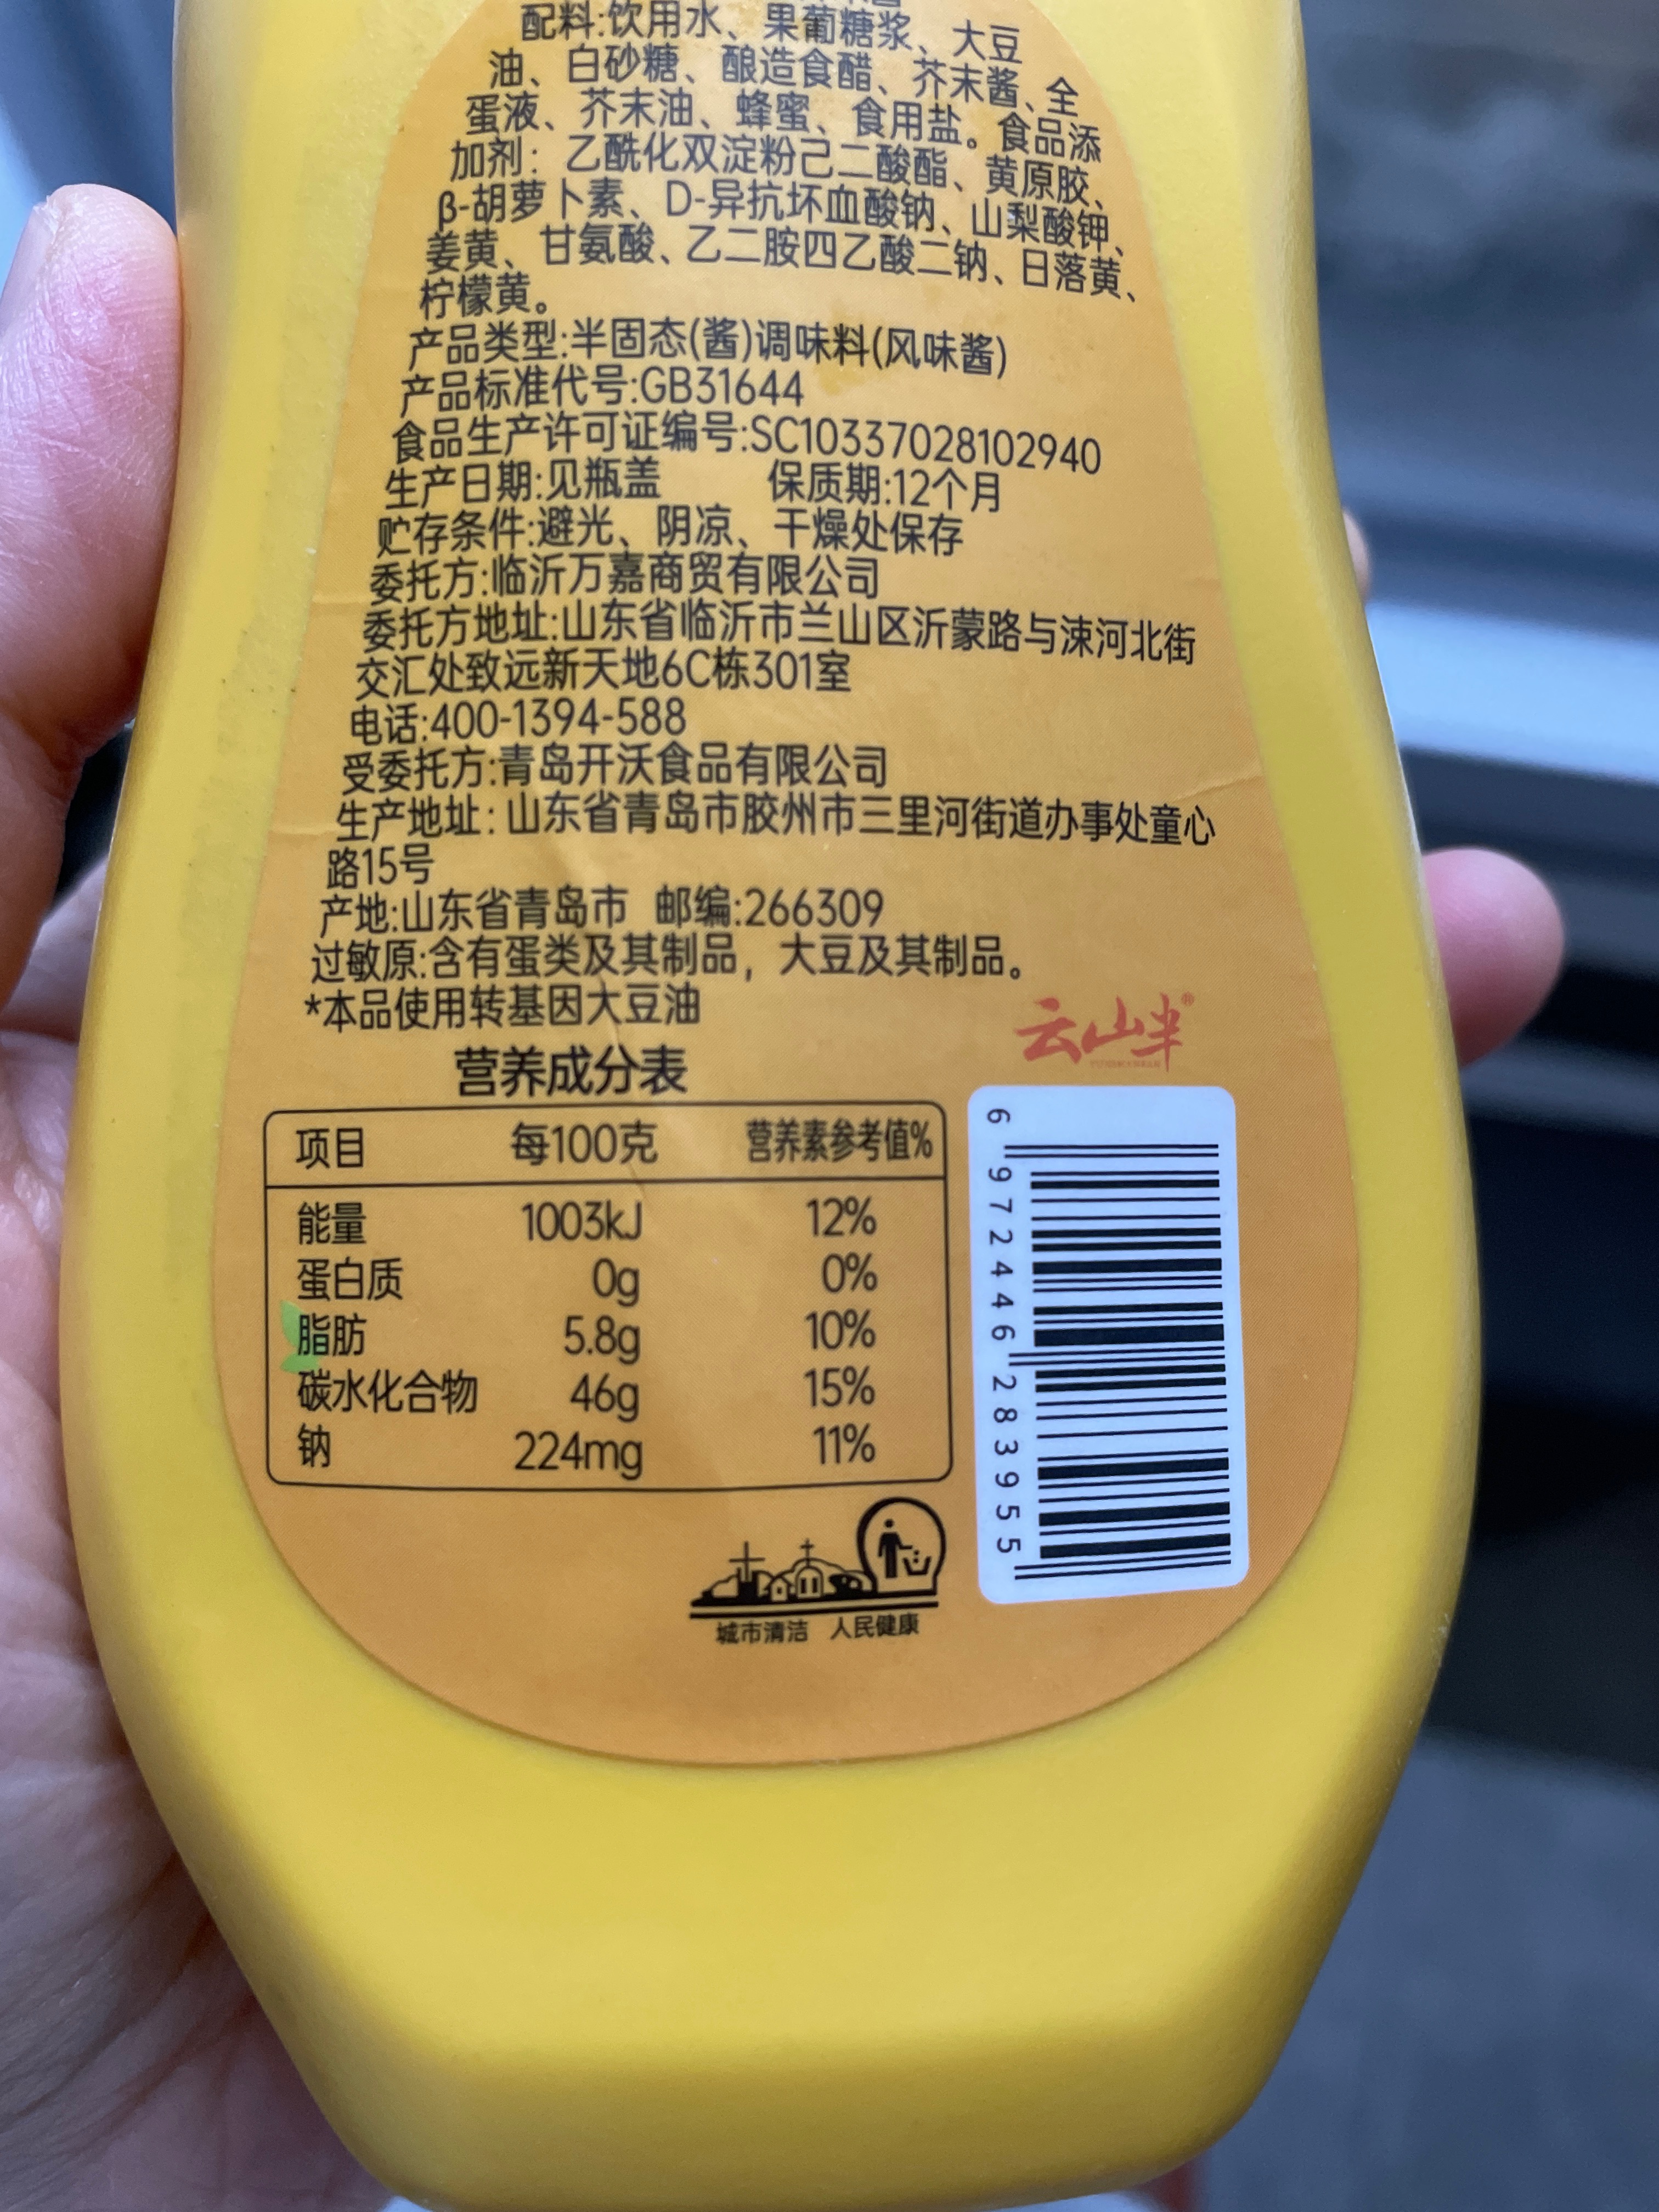 配料:饮用水、果葡糖浆、大豆
油、白砂糖、酿造食醋、芥末酱、全
蛋液、芥末油、蜂蜜、食用盐。食品添
加剂：乙酰化双淀粉己二酸酯、黄原胶、
β-胡萝卜素、D-异抗坏血酸钠、山梨酸钾、
姜黄、甘氨酸、乙二胺四乙酸二钠、日落黄、
柠檬黄。
产品类型:半固态(酱)调味料(风味酱)
产品标准代号:GB31644
食品生产许可证编号:SC10337028102940
生产日期:见瓶盖 保质期:12个月
贮存条件:避光、阴凉、干燥处保存
委托方:临沂万嘉商贸有限公司
委托方地址:山东省临沂市兰山区沂蒙路与涑河北街
交汇处致远新天地6C栋301室
电话:400-1394-588
受委托方:青岛开沃食品有限公司
生产地址：山东省青岛市胶州市三里河街道办事处童心
路15号
产地:山东省青岛市 邮编:266309
过敏原:含有蛋类及其制品，大豆及其制品。
*本品使用转基因大豆油
云山半®
营养成分表
项目 每100克 营养素参考值%
能量 1003kJ 12%
蛋白质 0g 0%
脂肪 5.8g 10%
碳水化合物 46g 15%
钠 224mg 11%
6 972446 283955
城市清洁 人民健康